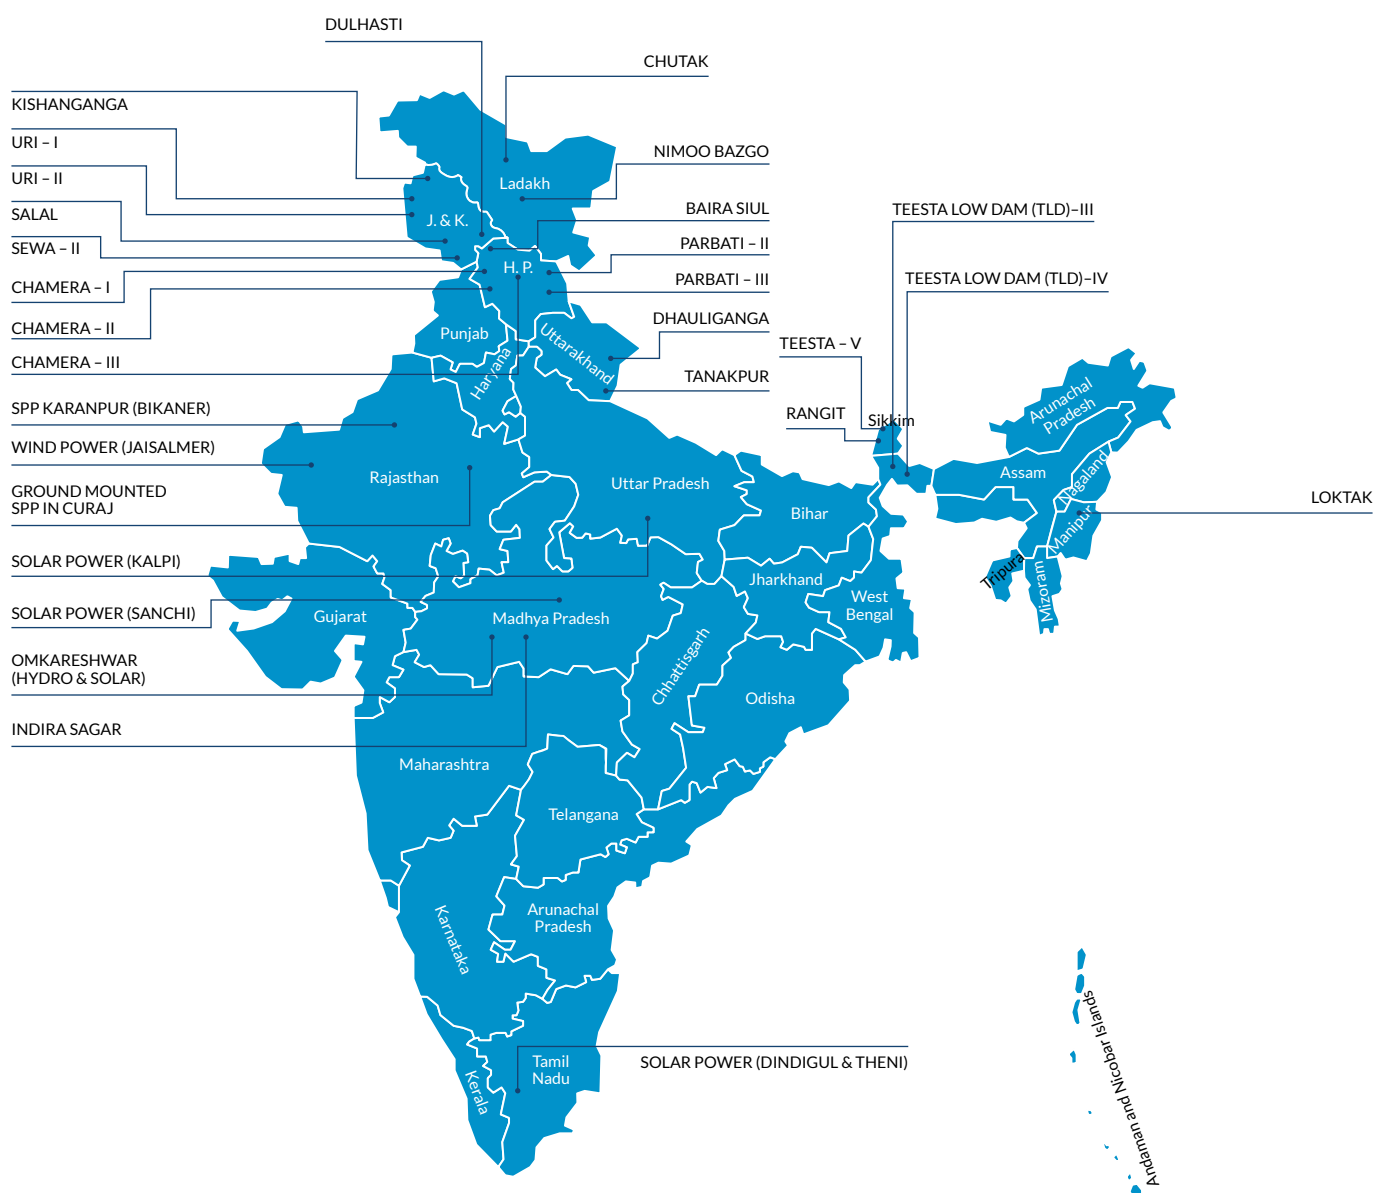 DULHASTI
CHUTAK
KISHANGANGA
URI – I
URI – II
SALAL
SEWA – II
CHAMERA – I
CHAMERA – II
CHAMERA – III
SPP KARANPUR (BIKANER)
WIND POWER (JAISALMER)
GROUND MOUNTED
SPP IN CURAJ
SOLAR POWER (KALPI)
SOLAR POWER (SANCHI)
OMKARESHWAR
(HYDRO & SOLAR)
INDIRA SAGAR
NIMOO BAZGO
BAIRA SIUL
PARBATI – II
PARBATI – III
DHAULIGANGA
TANAKPUR
TEESTA LOW DAM (TLD)–III
TEESTA LOW DAM (TLD)–IV
TEESTA – V
RANGIT
LOKTAK
SOLAR POWER (DINDIGUL & THENI)
Ladakh
J. & K.
H. P.
Punjab
Haryana
Uttarakhand
Rajasthan
Uttar Pradesh
Bihar
Sikkim
Arunachal
Pradesh
Assam
Nagaland
Manipur
Tripura
Mizoram
Jharkhand
West
Bengal
Gujarat
Madhya Pradesh
Chhattisgarh
Odisha
Maharashtra
Telangana
Arunachal
Pradesh
Karnataka
Tamil
Nadu
Kerala
Andaman and Nicobar Islands